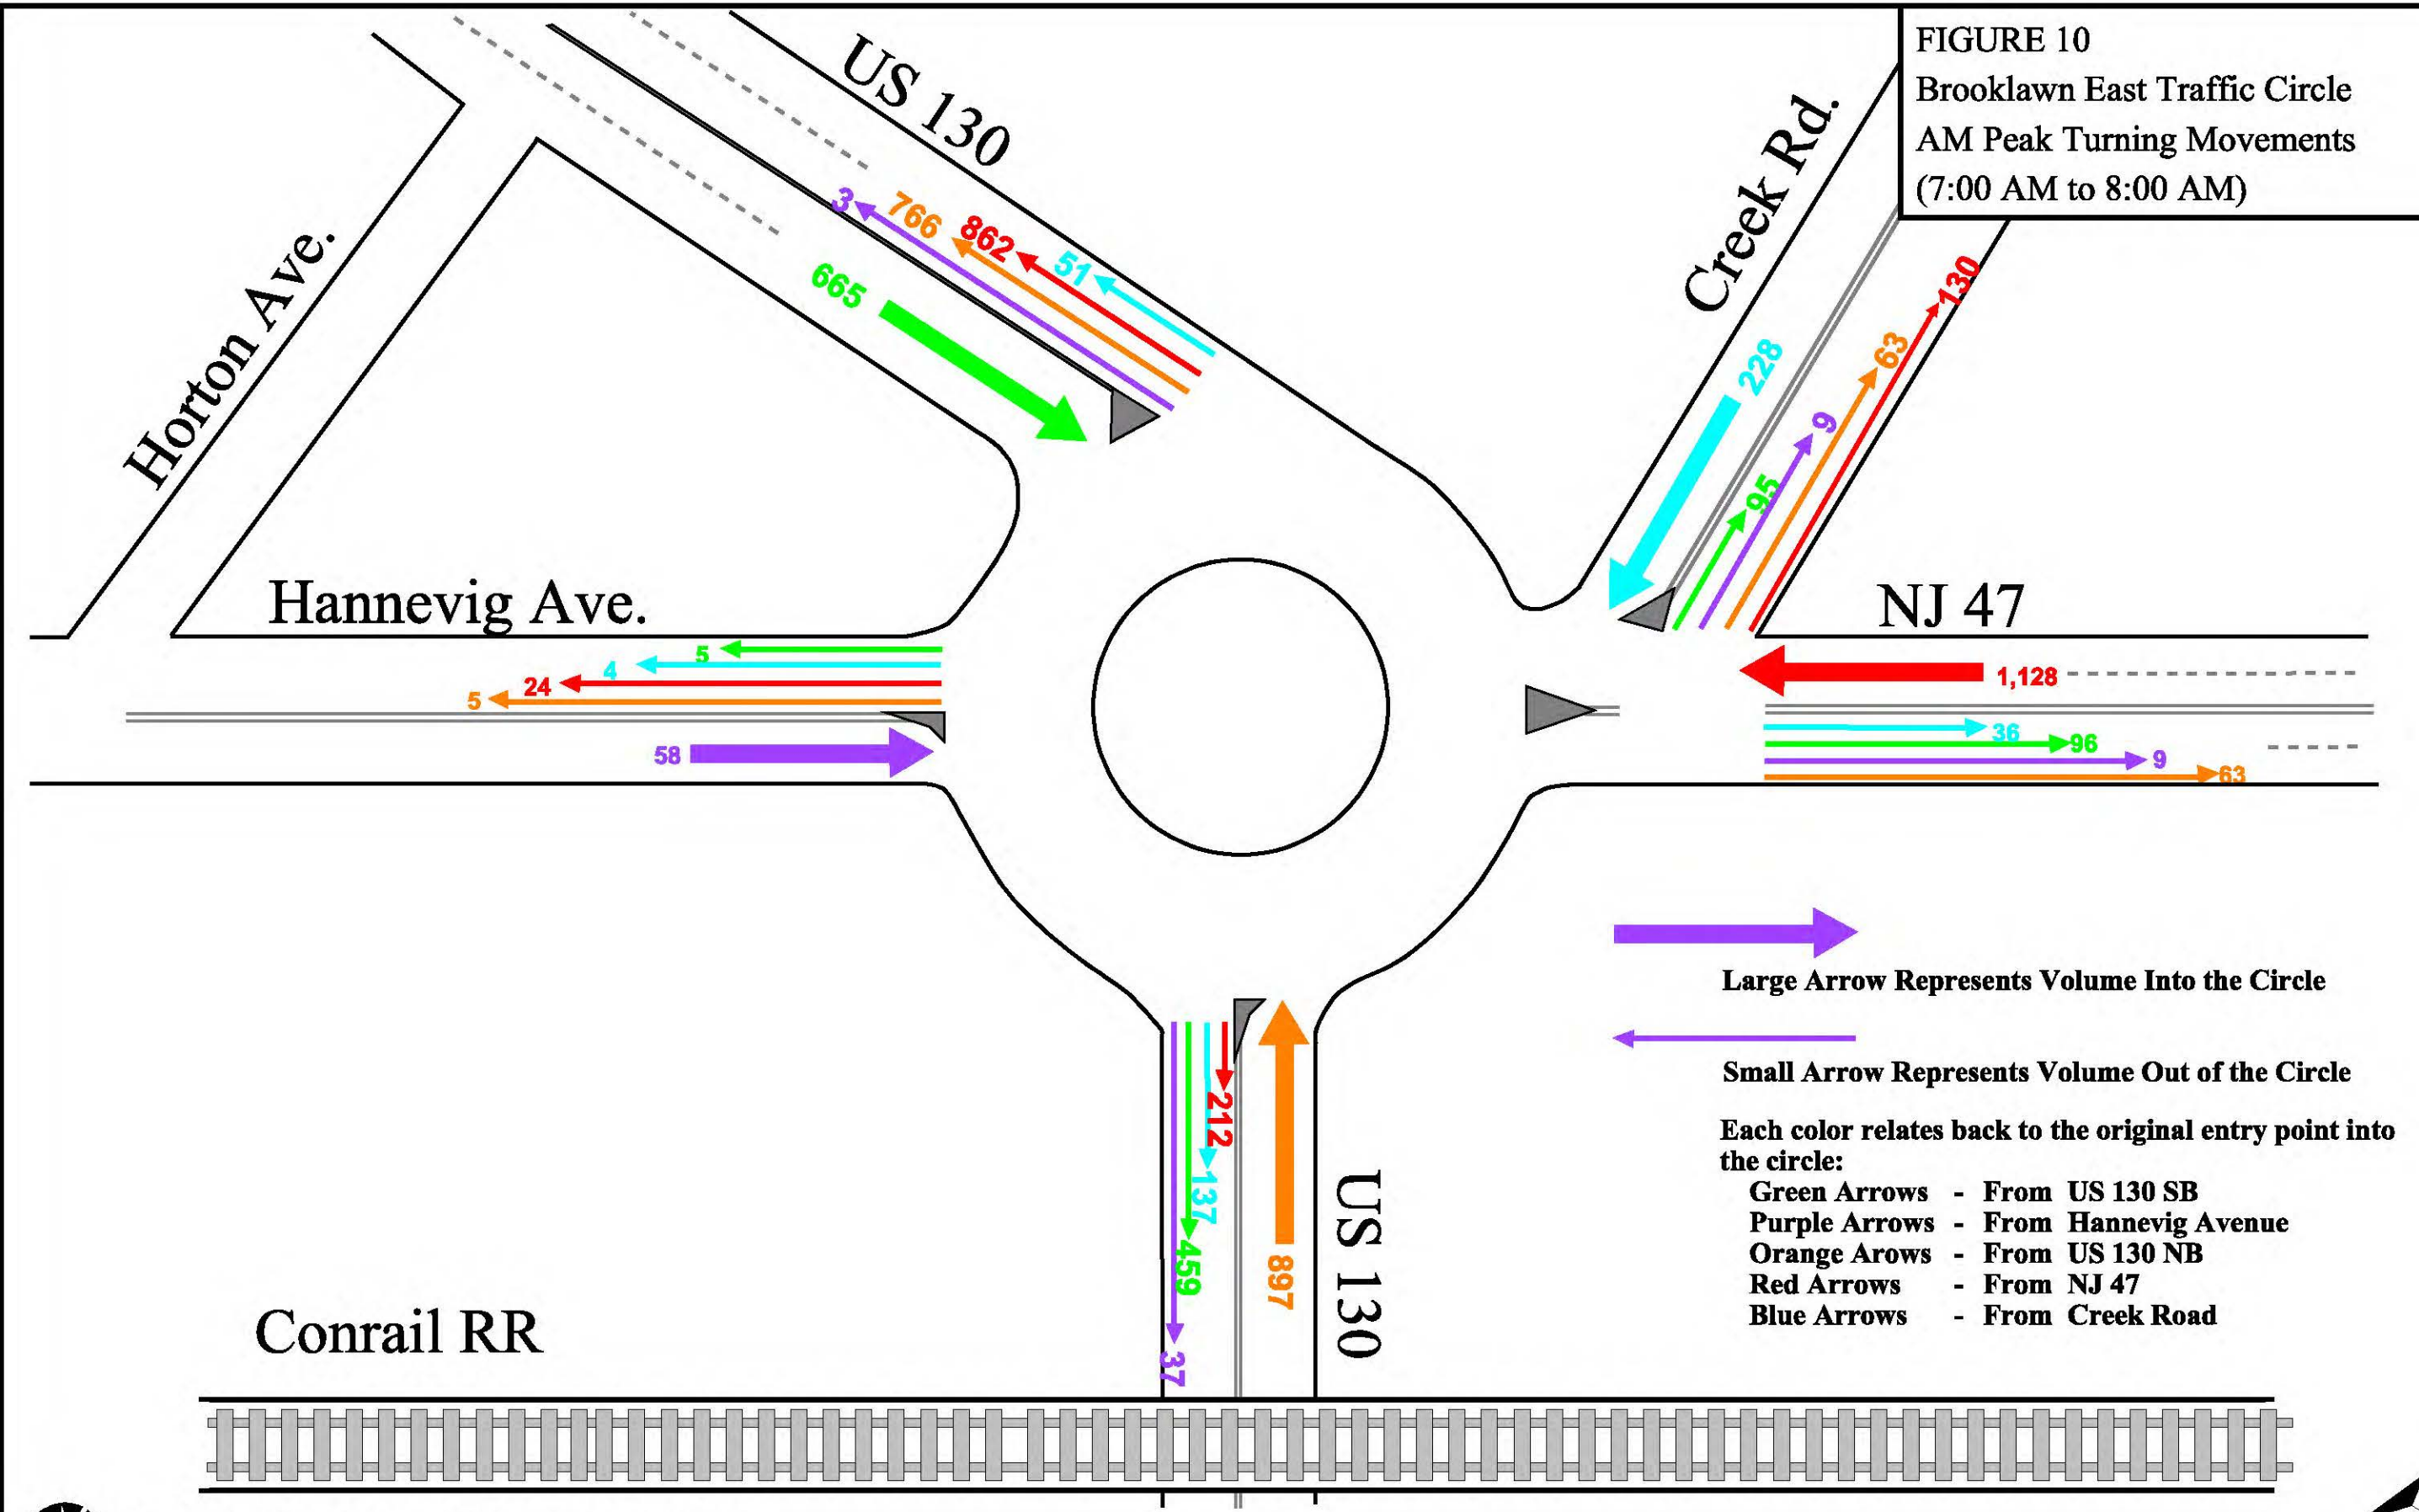 FIGURE 10
Brooklawn East Traffic Circle
AM Peak Turning Movements
(7:00 AM to 8:00 AM)
US 130
Creek Rd.
Horton Ave.
3
766
862
51
665
130
63
228
9
95
Hannevig Ave.
NJ 47
5
4
24
5
58
1,128
36
96
9
63
Large Arrow Represents Volume Into the Circle
Small Arrow Represents Volume Out of the Circle
Each color relates back to the original entry point into
the circle:
Green Arrows - From US 130 SB
Purple Arrows - From Hannevig Avenue
Orange Arows - From US 130 NB
Red Arrows - From NJ 47
Blue Arrows - From Creek Road
212
137
459
37
897
US 130
Conrail RR